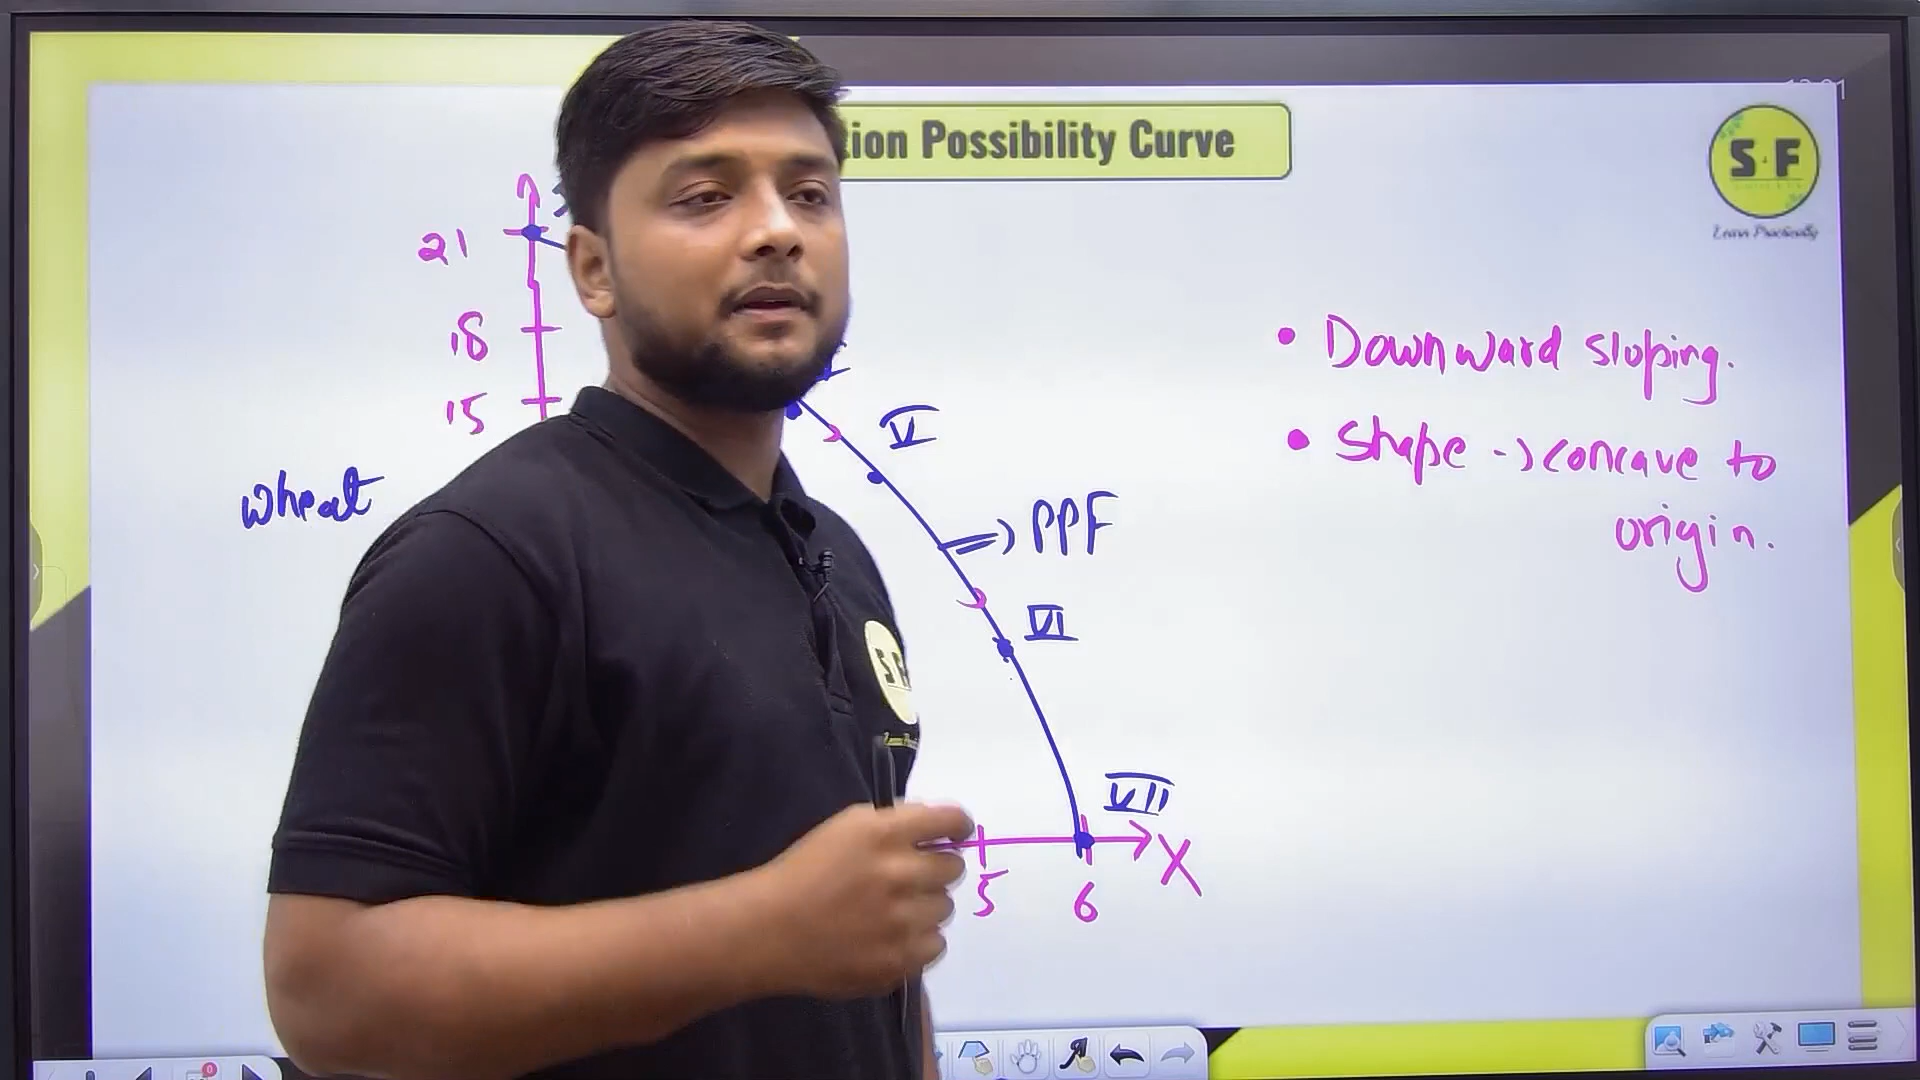 tion Possibility Curve
S F
Learn Practically
21
18
15
wheat
V
PPF
VI
VII
X
5
6
• Downward sloping.
• Shape → concave to
origin.
S F
0